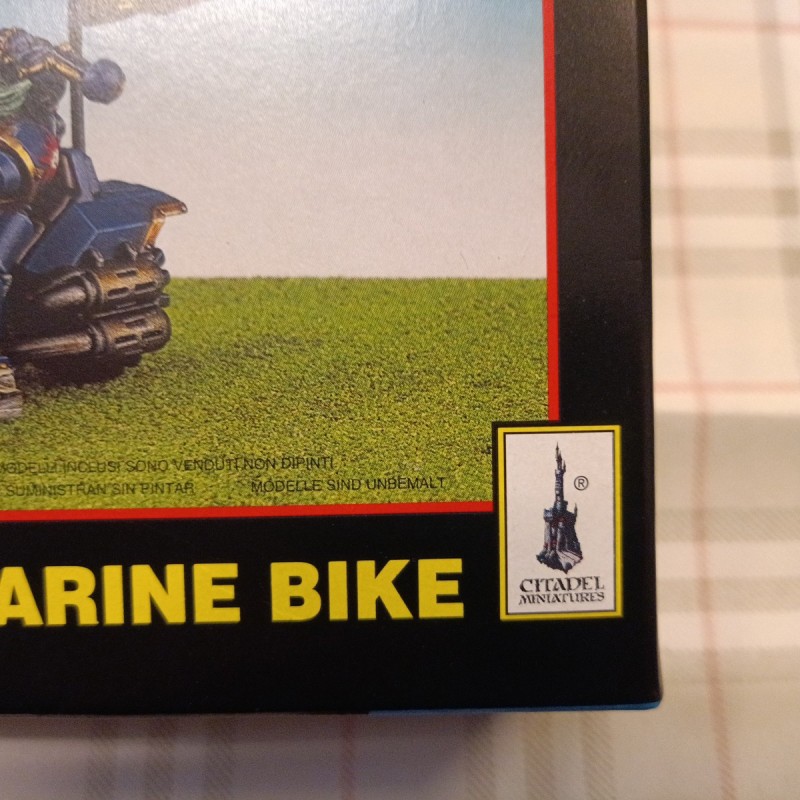 MODELLI INCLUSI SONO VENDUTI NON DIPINTI
SUMINISTRAN SIN PINTAR MODELLE SIND UNBEMALT
ARINE BIKE
®
CITADEL
MINIATURES